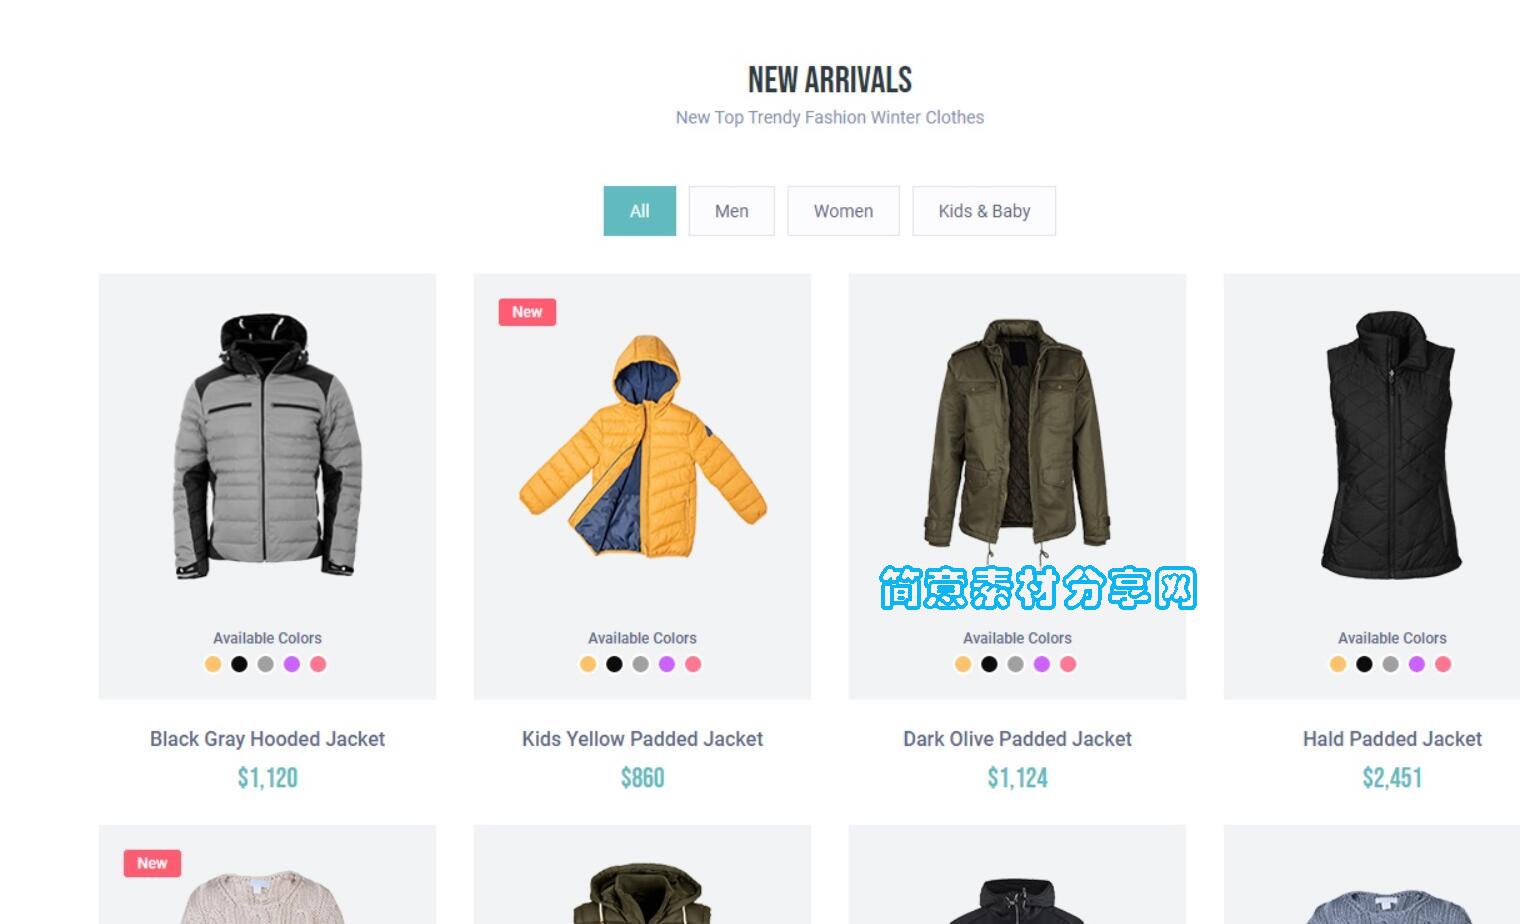 NEW ARRIVALS
New Top Trendy Fashion Winter Clothes
All
Men
Women
Kids & Baby
New
简意素材分享网
Available Colors
Available Colors
Available Colors
Available Colors
Black Gray Hooded Jacket
Kids Yellow Padded Jacket
Dark Olive Padded Jacket
Hald Padded Jacket
$1,120
$860
$1,124
$2,451
New